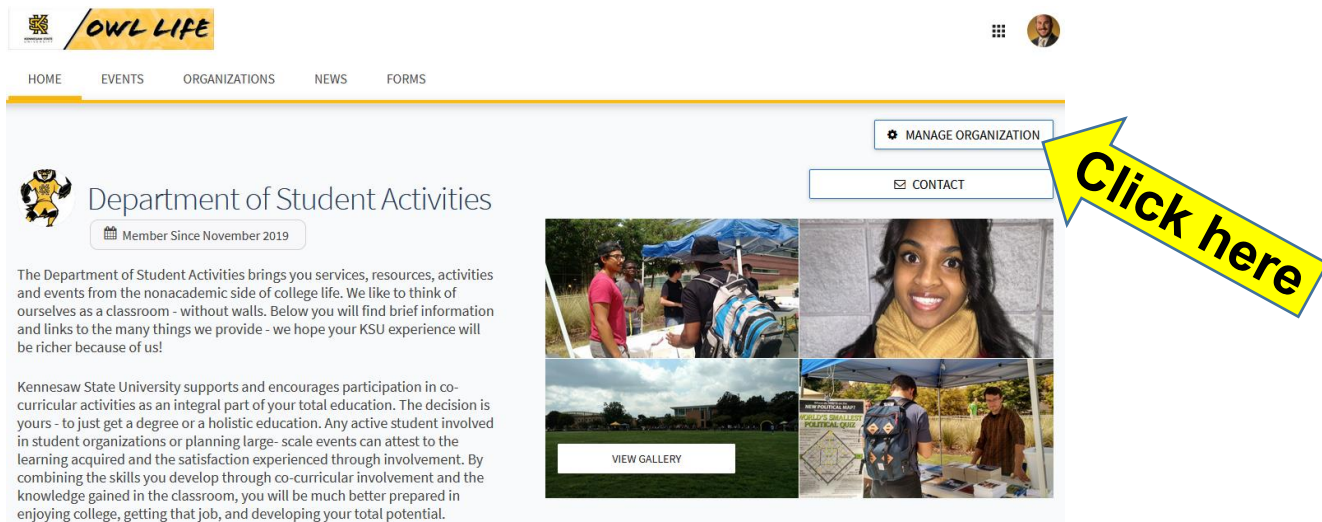 KENNESAW STATE
UNIVERSITY
OWL LIFE
HOME
EVENTS
ORGANIZATIONS
NEWS
FORMS
MANAGE ORGANIZATION
Click here
CONTACT
Department of Student Activities
Member Since November 2019
The Department of Student Activities brings you services, resources, activities
and events from the nonacademic side of college life. We like to think of
ourselves as a classroom - without walls. Below you will find brief information
and links to the many things we provide - we hope your KSU experience will
be richer because of us!
Kennesaw State University supports and encourages participation in co-
curricular activities as an integral part of your total education. The decision is
yours - to just get a degree or a holistic education. Any active student involved
in student organizations or planning large- scale events can attest to the
learning acquired and the satisfaction experienced through involvement. By
combining the skills you develop through co-curricular involvement and the
knowledge gained in the classroom, you will be much better prepared in
enjoying college, getting that job, and developing your total potential.
VIEW GALLERY
NEW POLITICAL MAP?
WORLD'S SMALLEST
POLITICAL QUIZ